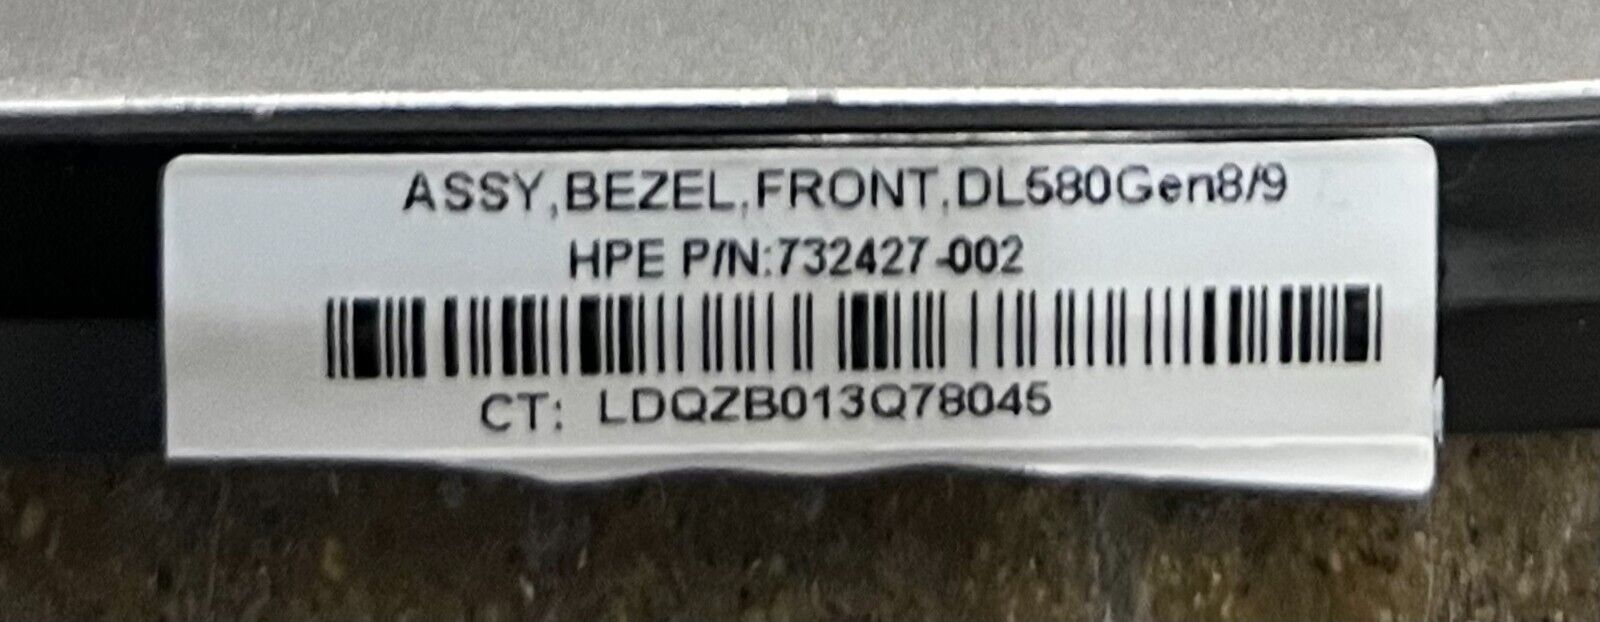 ASSY,BEZEL,FRONT,DL580Gen8/9
HPE P/N:732427-002
CT: LDQZB013Q78045